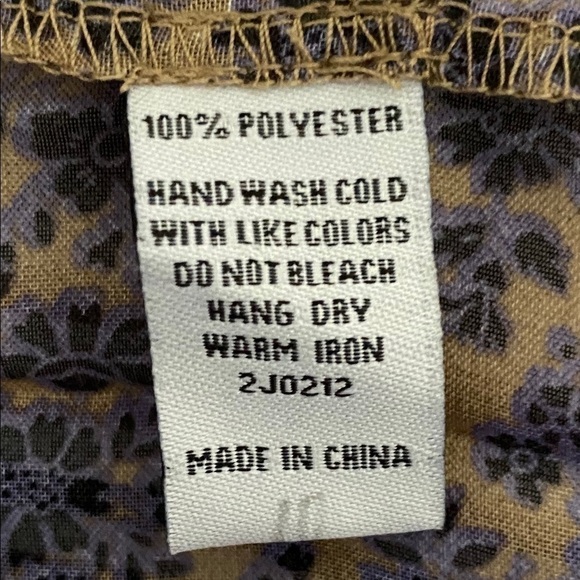 100% POLYESTER
HAND WASH COLD
WITH LIKE COLORS
DO NOT BLEACH
HANG DRY
WARM IRON
2J0212
MADE IN CHINA